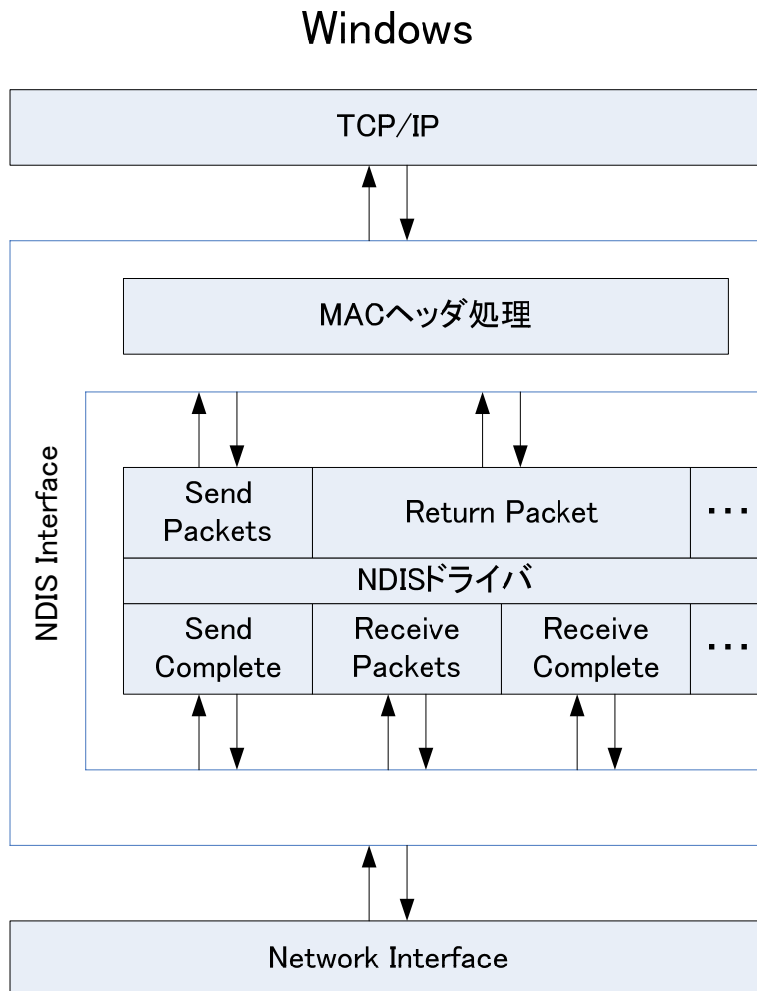 Windows
TCP/IP
MACヘッダ処理
NDIS Interface
Send
Packets
Return Packet
...
NDISドライバ
Send
Complete
Receive
Packets
Receive
Complete
...
Network Interface